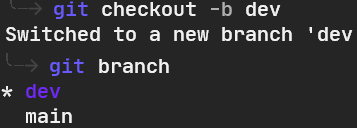 git checkout -b dev
Switched to a new branch 'dev
git branch
* dev
main